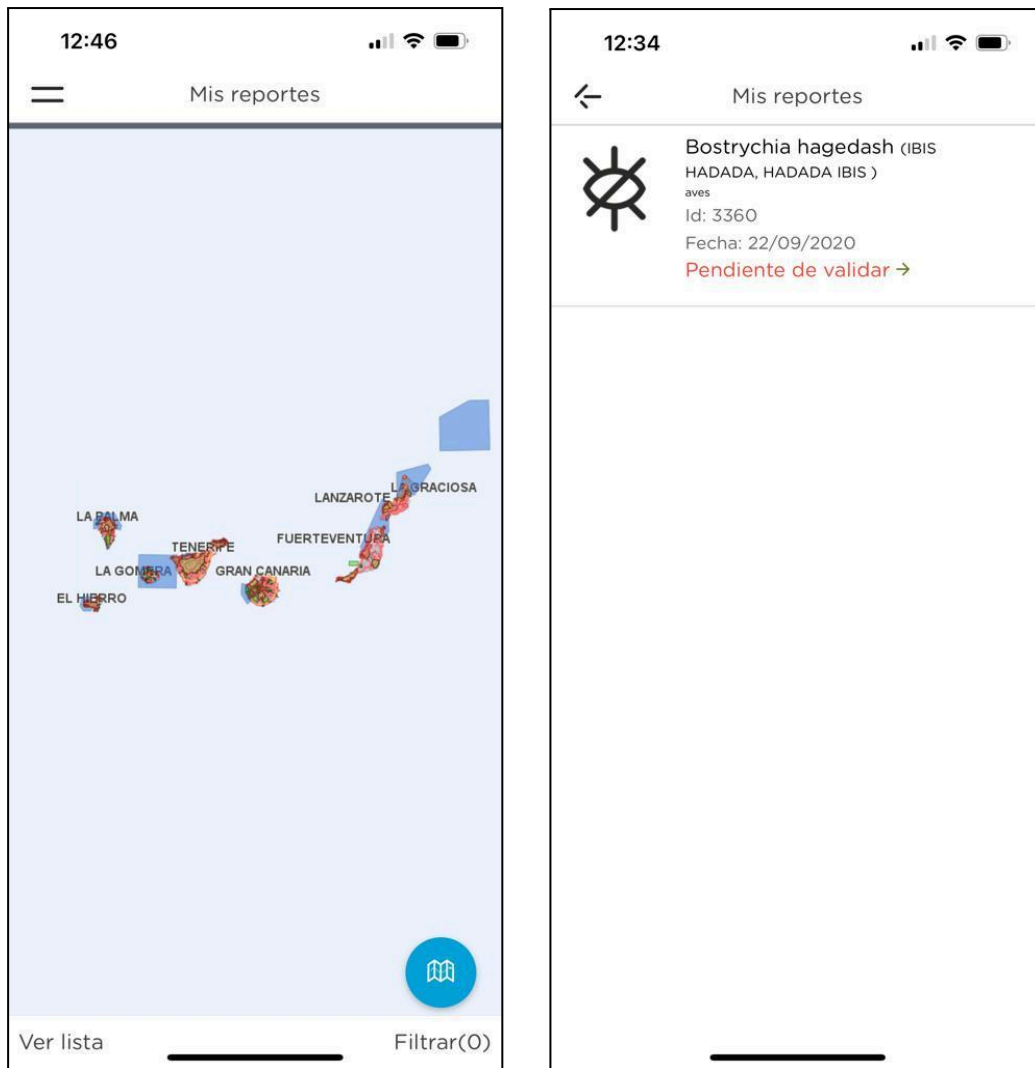 12:46
Mis reportes
LA GRACIOSA
LANZAROTE
LA PALMA
FUERTEVENTURA
TENERIFE
LA GOMERA
GRAN CANARIA
EL HIERRO
Ver lista
Filtrar(0)
12:34
Mis reportes
Bostrychia hagedash (IBIS
HADADA, HADADA IBIS )
aves
Id: 3360
Fecha: 22/09/2020
Pendiente de validar →